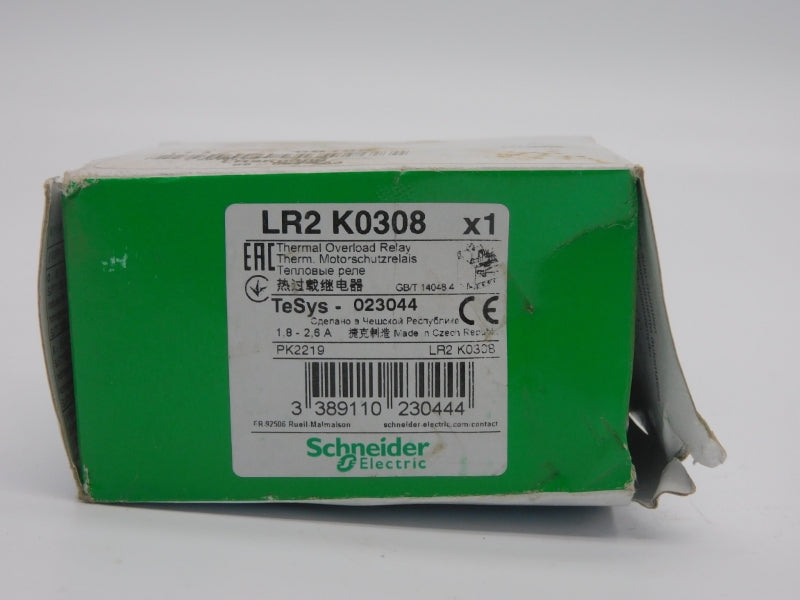 LR2 K0308 x1
EAC Thermal Overload Relay
Therm. Motorschutzrelais
Тепловые реле
热过载继电器 GB/T 14048.4
TeSys - 023044 CE
Сделано в Чешской Республике
1,8 - 2,6 A 捷克制造 Made in Czech Republic
PK2219 LR2 K0308
3 389110 230444
FR 92506 Rueil-Malmaison schneider-electric.com/contact
Schneider
Electric